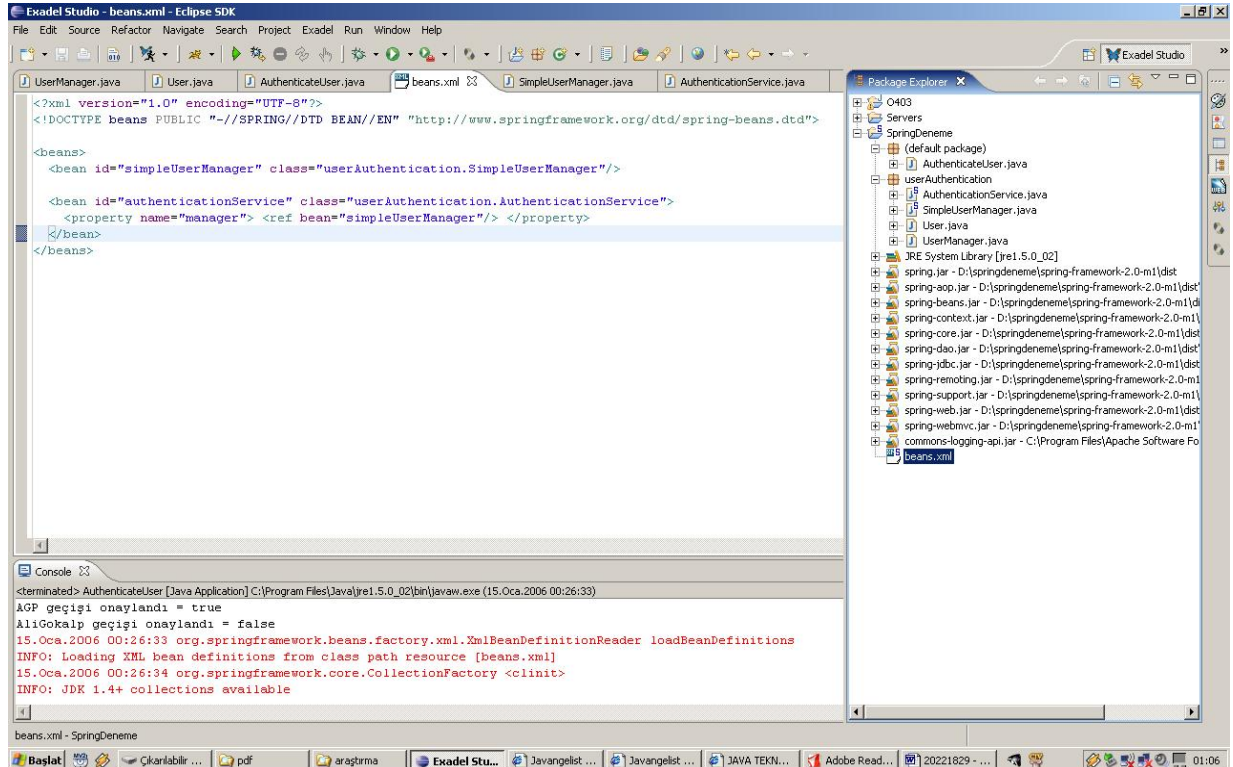 Exadel Studio - beans.xml - Eclipse SDK
File Edit Source Refactor Navigate Search Project Exadel Run Window Help
Exadel Studio
UserManager.java User.java AuthenticateUser.java beans.xml SimpleUserManager.java AuthenticationService.java
<?xml version="1.0" encoding="UTF-8"?>
<!DOCTYPE beans PUBLIC "-//SPRING//DTD BEAN//EN" "http://www.springframework.org/dtd/spring-beans.dtd">
<beans>
<bean id="simpleUserManager" class="userAuthentication.SimpleUserManager"/>
<bean id="authenticationService" class="userAuthentication.AuthenticationService">
<property name="manager"> <ref bean="simpleUserManager"/> </property>
</bean>
</beans>
Package Explorer
0403
Servers
SpringDeneme
(default package)
AuthenticateUser.java
userAuthentication
AuthenticationService.java
SimpleUserManager.java
User.java
UserManager.java
JRE System Library [jre1.5.0_02]
spring.jar - D:\springdeneme\spring-framework-2.0-m1\dist
spring-aop.jar - D:\springdeneme\spring-framework-2.0-m1\dist
spring-beans.jar - D:\springdeneme\spring-framework-2.0-m1\di
spring-context.jar - D:\springdeneme\spring-framework-2.0-m1\
spring-core.jar - D:\springdeneme\spring-framework-2.0-m1\dist
spring-dao.jar - D:\springdeneme\spring-framework-2.0-m1\dist
spring-jdbc.jar - D:\springdeneme\spring-framework-2.0-m1\dist
spring-remoting.jar - D:\springdeneme\spring-framework-2.0-m1
spring-support.jar - D:\springdeneme\spring-framework-2.0-m1\
spring-web.jar - D:\springdeneme\spring-framework-2.0-m1\dist
spring-webmvc.jar - D:\springdeneme\spring-framework-2.0-m1
commons-logging-api.jar - C:\Program Files\Apache Software Fo
beans.xml
Console
<terminated> AuthenticateUser [Java Application] C:\Program Files\Java\jre1.5.0_02\bin\javaw.exe (15.Oca.2006 00:26:33)
AGP geçişi onaylandı = true
AliGokalp geçişi onaylandı = false
15.Oca.2006 00:26:33 org.springframework.beans.factory.xml.XmlBeanDefinitionReader loadBeanDefinitions
INFO: Loading XML bean definitions from class path resource [beans.xml]
15.Oca.2006 00:26:34 org.springframework.core.CollectionFactory <clinit>
INFO: JDK 1.4+ collections available
beans.xml - SpringDeneme
Başlat Çıkarılabilir ... pdf araştırma Exadel Stu... Javangelist ... Javangelist ... JAVA TEKN... Adobe Read... 20221829 - ... 01:06